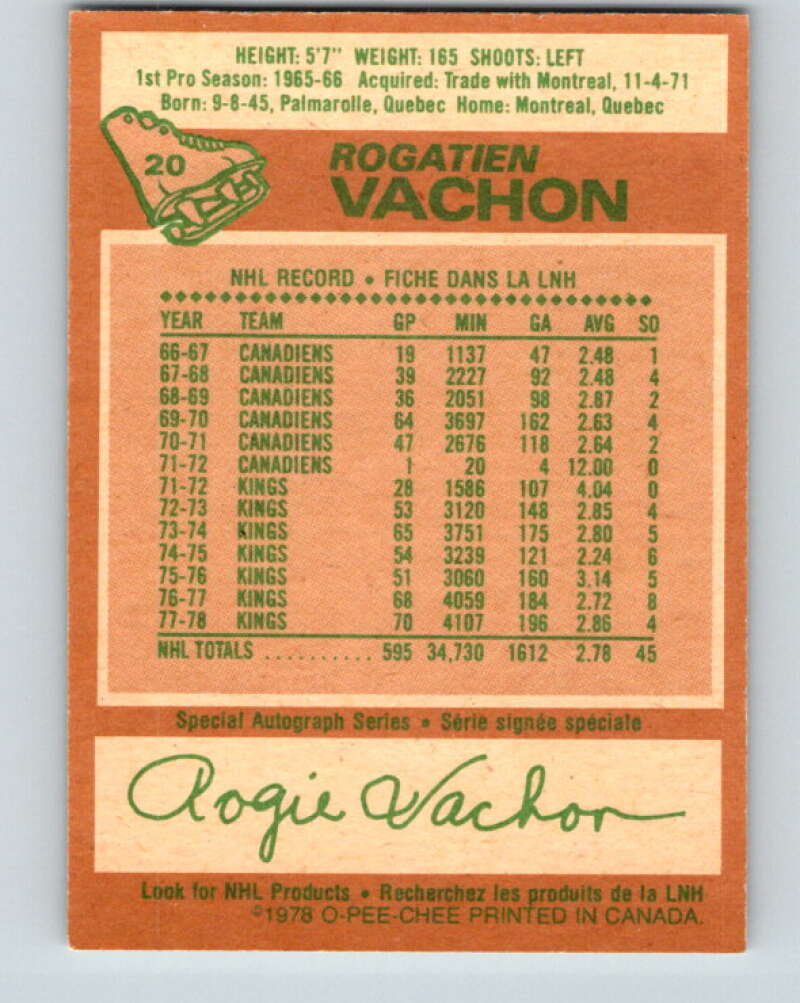 HEIGHT: 5'7" WEIGHT: 165 SHOOTS: LEFT
1st Pro Season: 1965-66 Acquired: Trade with Montreal, 11-4-71
Born: 9-8-45, Palmarolle, Quebec Home: Montreal, Quebec
20
ROGATIEN
VACHON
NHL RECORD • FICHE DANS LA LNH
YEAR TEAM GP MIN GA AVG SO
66-67 CANADIENS 19 1137 47 2.48 1
67-68 CANADIENS 39 2227 92 2.48 4
68-69 CANADIENS 36 2051 98 2.87 2
69-70 CANADIENS 64 3697 162 2.63 4
70-71 CANADIENS 47 2676 118 2.64 2
71-72 CANADIENS 1 20 4 12.00 0
71-72 KINGS 28 1586 107 4.04 0
72-73 KINGS 53 3120 148 2.85 4
73-74 KINGS 65 3751 175 2.80 5
74-75 KINGS 54 3239 121 2.24 6
75-76 KINGS 51 3060 160 3.14 5
76-77 KINGS 68 4059 184 2.72 8
77-78 KINGS 70 4107 196 2.86 4
NHL TOTALS .......... 595 34,730 1612 2.78 45
Special Autograph Series • Série signée spéciale
Rogie Vachon
Look for NHL Products • Recherchez les produits de la LNH
©1978 O-PEE-CHEE PRINTED IN CANADA.